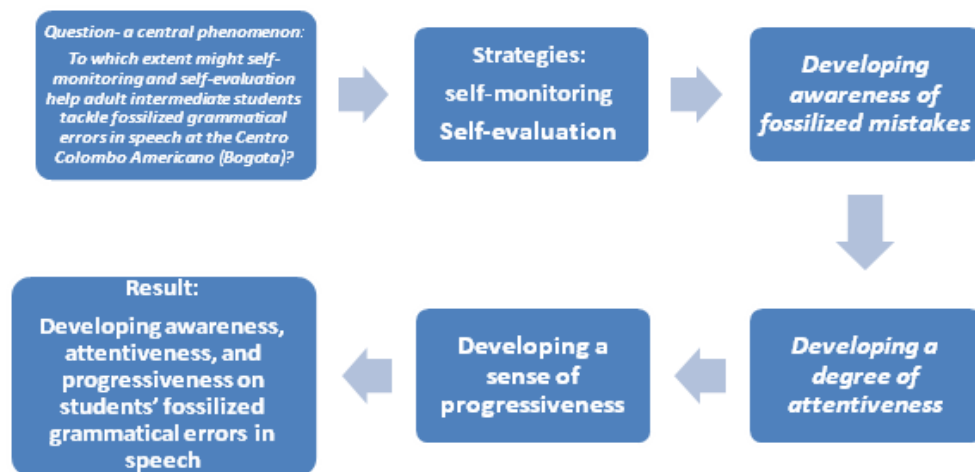 Question- a central phenomenon:
To which extent might self-
monitoring and self-evaluation
help adult intermediate students
tackle fossilized grammatical
errors in speech at the Centro
Colombo Americano (Bogata)?
Strategies:
self-monitoring
Self-evaluation
Developing
awareness of
fossilized mistakes
Developing a
degree of
attentiveness
Developing a
sense of
progressiveness
Result:
Developing awareness,
attentiveness, and
progressiveness on
students’ fossilized
grammatical errors in
speech